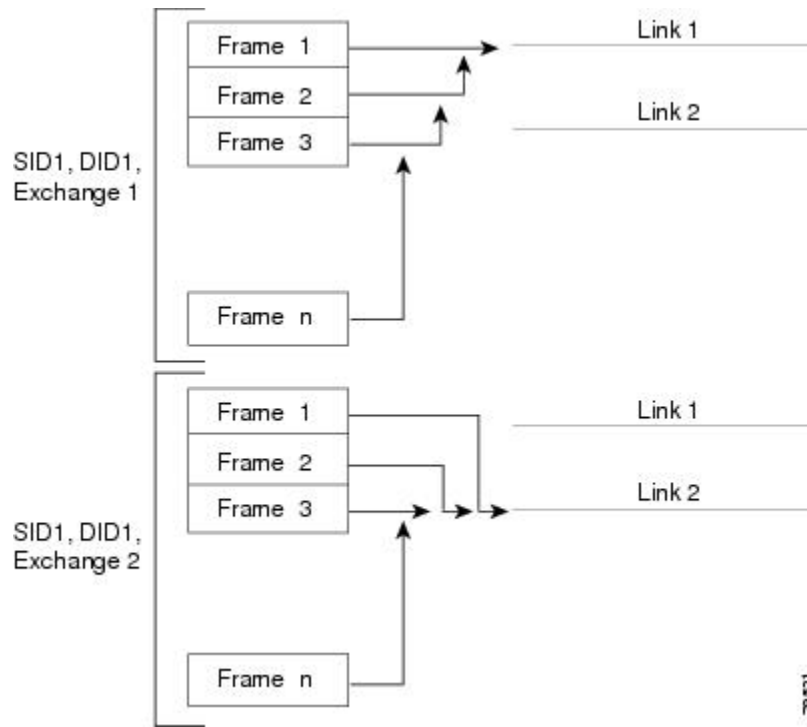 Frame 1
Link 1
Frame 2
Link 2
Frame 3
SID1, DID1,
Exchange 1
Frame n
Frame 1
Link 1
Frame 2
Link 2
Frame 3
SID1, DID1,
Exchange 2
Frame n